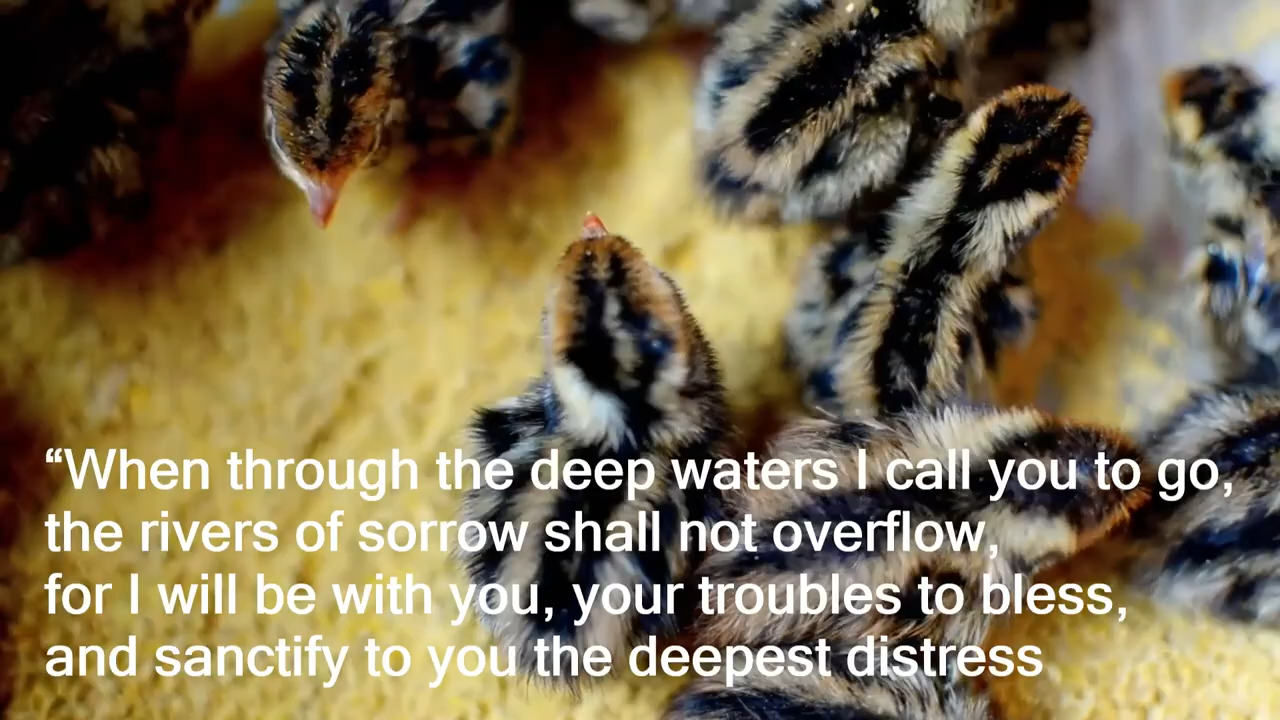 “When through the deep waters I call you to go,
the rivers of sorrow shall not overflow,
for I will be with you, your troubles to bless,
and sanctify to you the deepest distress